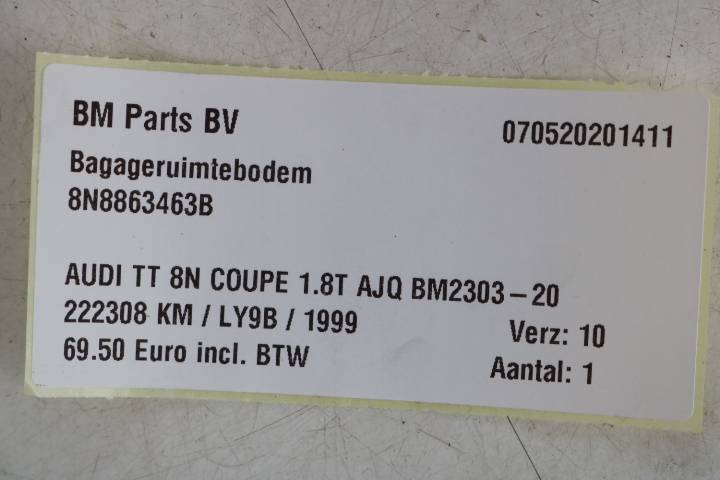 BM Parts BV
070520201411
Bagageruimtebodem
8N8863463B
AUDI TT 8N COUPE 1.8T AJQ BM2303-20
222308 KM / LY9B / 1999
Verz: 10
69.50 Euro incl. BTW
Aantal: 1